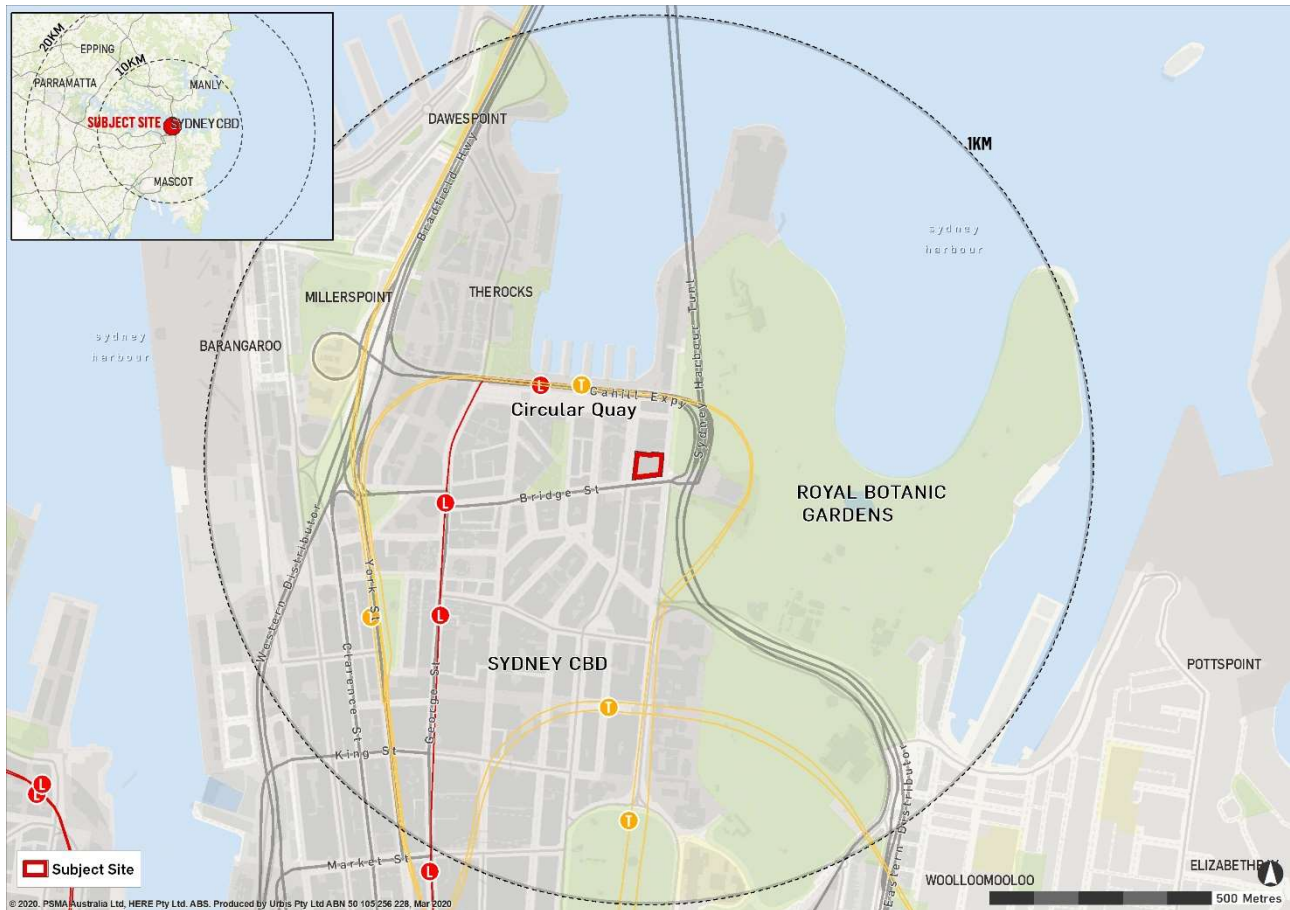 20KM
EPPING
10KM
PARRAMATTA
MANLY
SUBJECT SITE
SYDNEY CBD
MASCOT
DAWESPOINT
Bradfield Hwy
1KM
sydney
harbour
MILLERSPOINT
THEROCKS
BARANGAROO
sydney
harbour
Sydney Harbour Tunl
L
T
Cahill Expy
Circular Quay
Bridge St
L
ROYAL BOTANIC
GARDENS
Western Distributor
York St
T
L
Clarence St
George St
SYDNEY CBD
POTTSPOINT
T
King St
L
L
T
Eastern Distributor
Market St
L
Subject Site
WOOLLOOMOOLOO
500 Metres
© 2020. PSMA Australia Ltd, HERE Pty Ltd. ABS. Produced by Urbis Pty Ltd ABN 50 105 256 228, Mar 2020